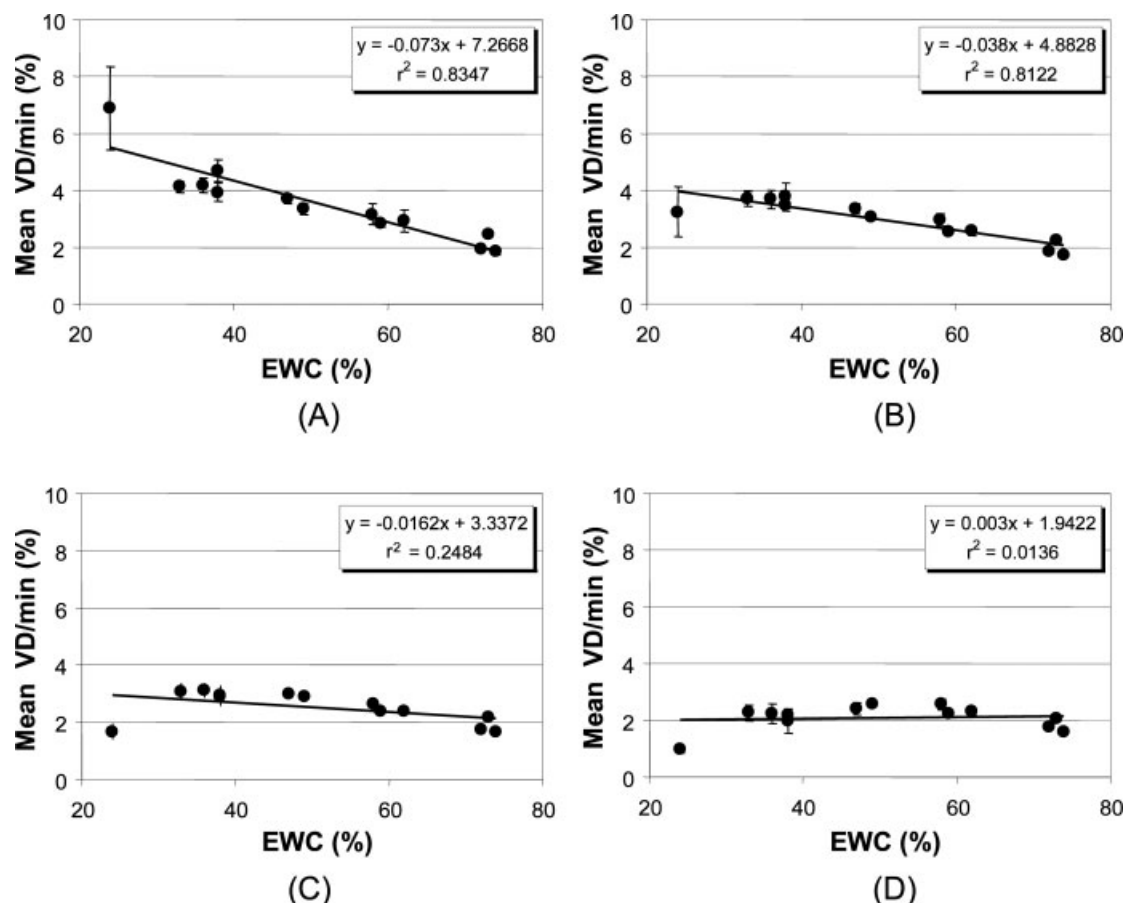 10
8
6
4
2
0
Mean VD/min (%)
y = -0.073x + 7.2668
r² = 0.8347
20 40 60 80
EWC (%)
(A)
10
8
6
4
2
0
Mean VD/min (%)
y = -0.038x + 4.8828
r² = 0.8122
20 40 60 80
EWC (%)
(B)
10
8
6
4
2
0
Mean VD/min (%)
y = -0.0162x + 3.3372
r² = 0.2484
20 40 60 80
EWC (%)
(C)
10
8
6
4
2
0
Mean VD/min (%)
y = 0.003x + 1.9422
r² = 0.0136
20 40 60 80
EWC (%)
(D)